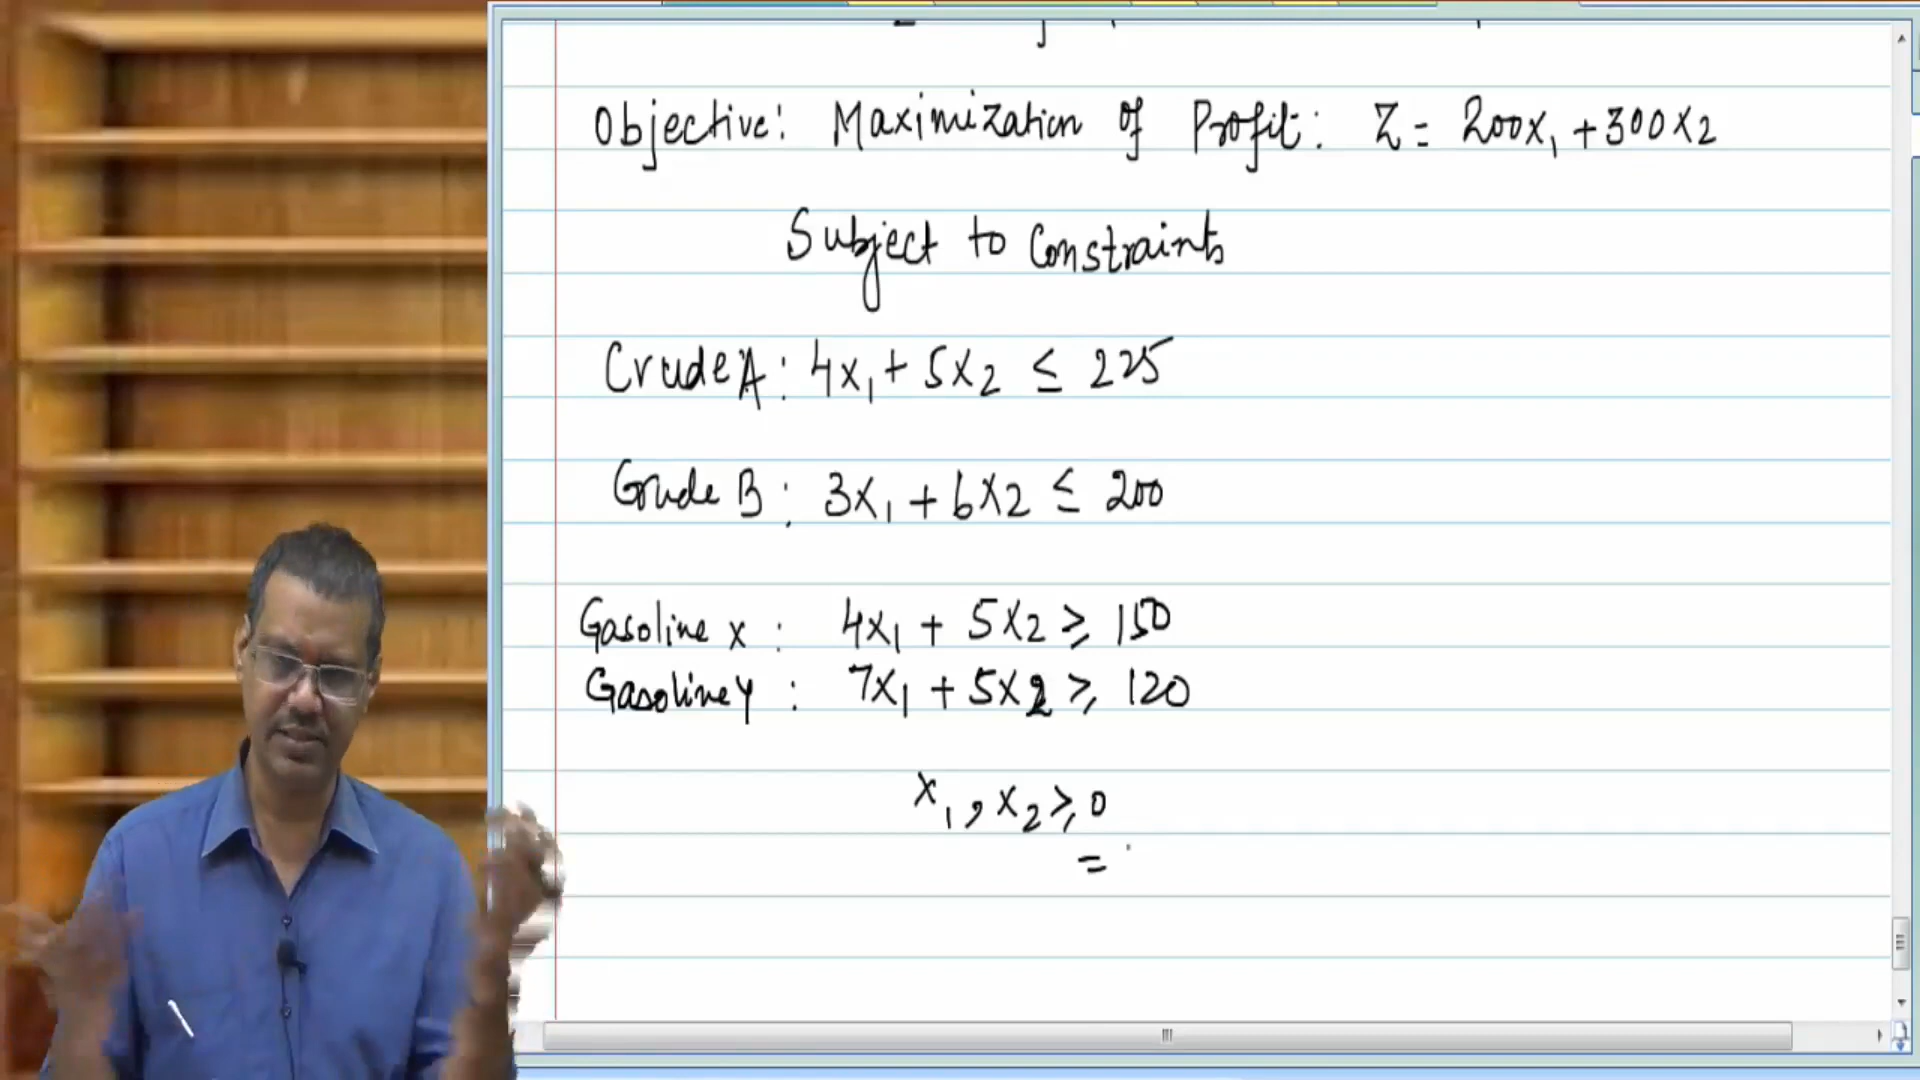 Objective: Maximization of Profit: Z = 200x₁ + 300x₂
Subject to Constraints
Crude A: 4x₁ + 5x₂ ≤ 225
Crude B: 3x₁ + 6x₂ ≤ 200
Gasoline x: 4x₁ + 5x₂ ≥ 150
Gasoline y: 7x₁ + 5x₂ ≥ 120
x₁, x₂ ≥ 0
=